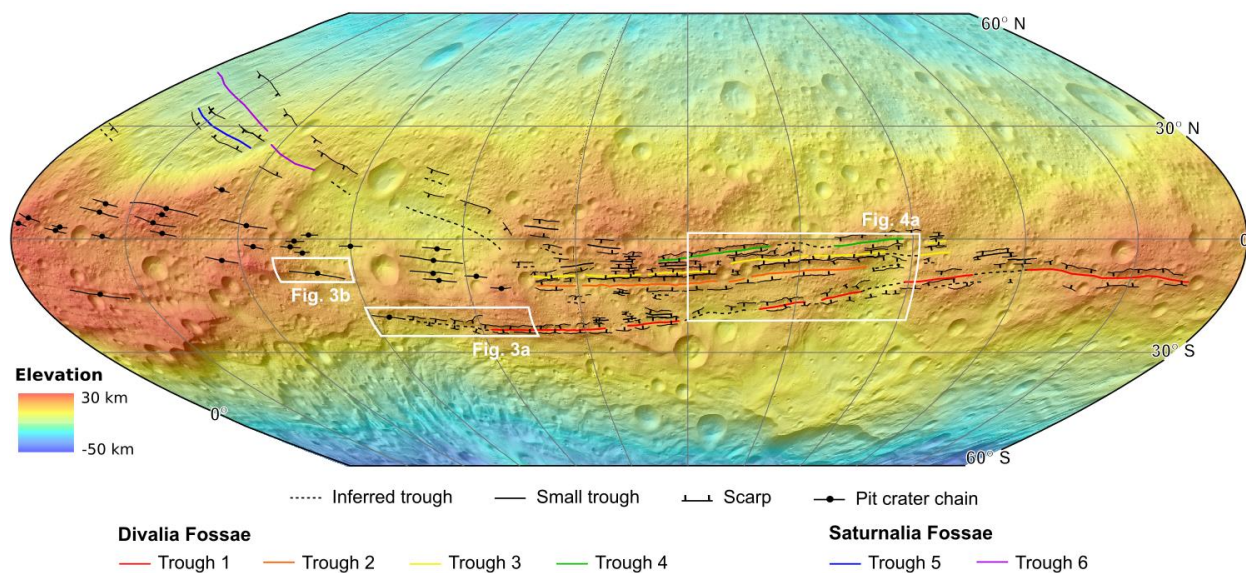 60° N
30° N
Fig. 4a
0
Fig. 3b
Fig. 3a
30° S
Elevation
30 km
-50 km
0°
60° S
Inferred trough
Small trough
Scarp
Pit crater chain
Divalia Fossae
Saturnalia Fossae
Trough 1
Trough 2
Trough 3
Trough 4
Trough 5
Trough 6